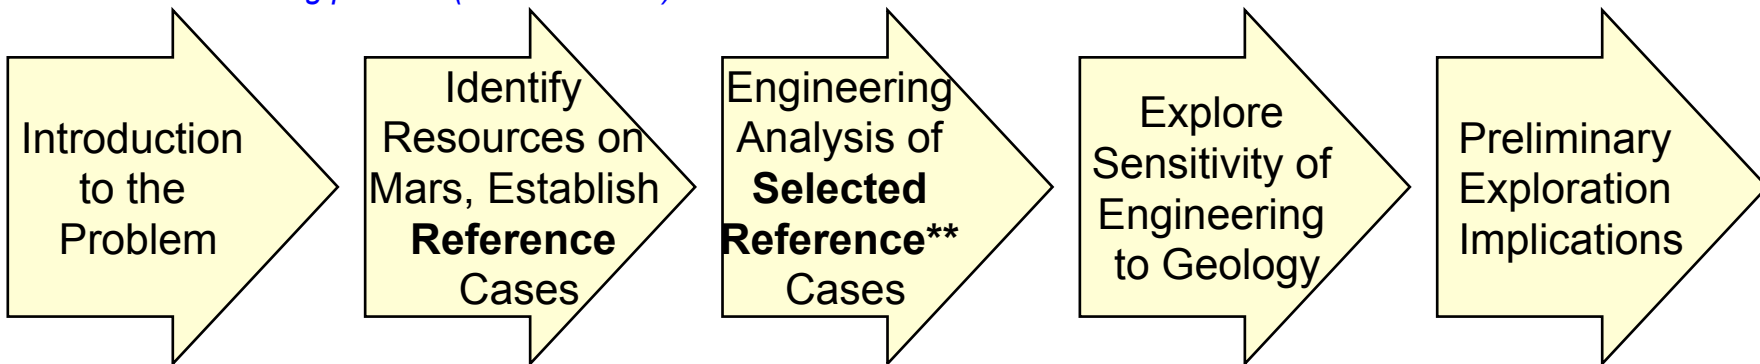 Introduction
to the
Problem
Identify
Resources on
Mars, Establish
Reference
Cases
Engineering
Analysis of
Selected
Reference**
Cases
Explore
Sensitivity of
Engineering
to Geology
Preliminary
Exploration
Implications